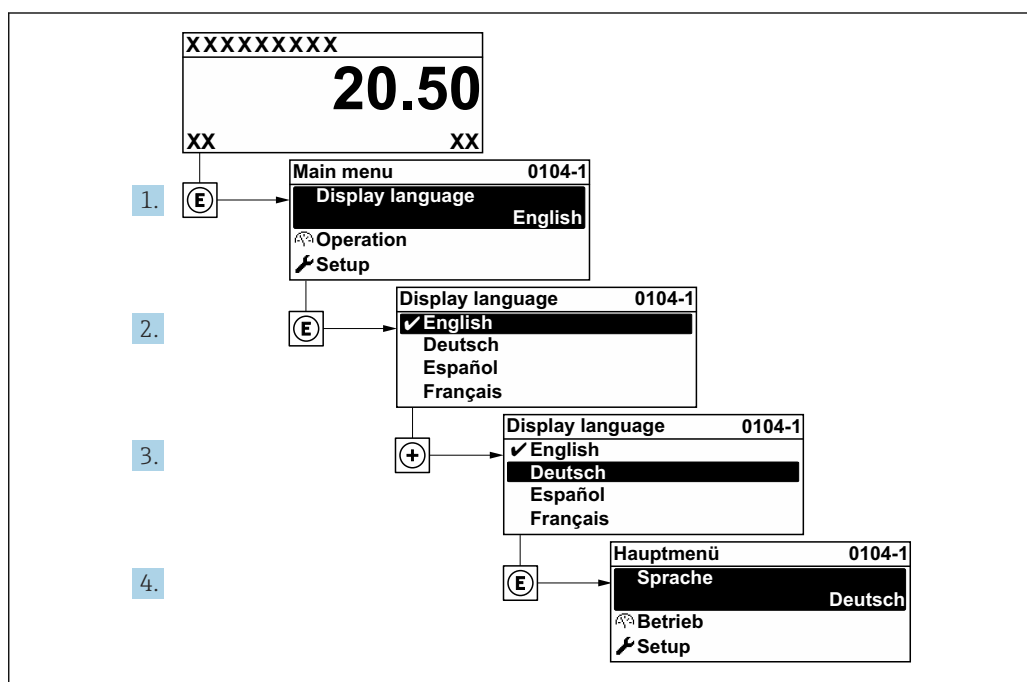 XXXXXXXXX
20.50
XX XX
1. E
Main menu 0104-1
Display language
English
Operation
Setup
2. E
Display language 0104-1
✔English
Deutsch
Español
Français
3. +
Display language 0104-1
✔English
Deutsch
Español
Français
4. E
Hauptmenü 0104-1
Sprache
Deutsch
Betrieb
Setup